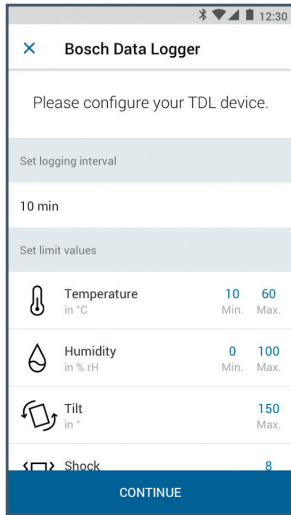 12:30
Bosch Data Logger
Please configure your TDL device.
Set logging interval
10 min
Set limit values
Temperature 10 60
in °C Min. Max.
Humidity 0 100
in % rH Min. Max.
Tilt 150
in ° Max.
Shock 8
CONTINUE